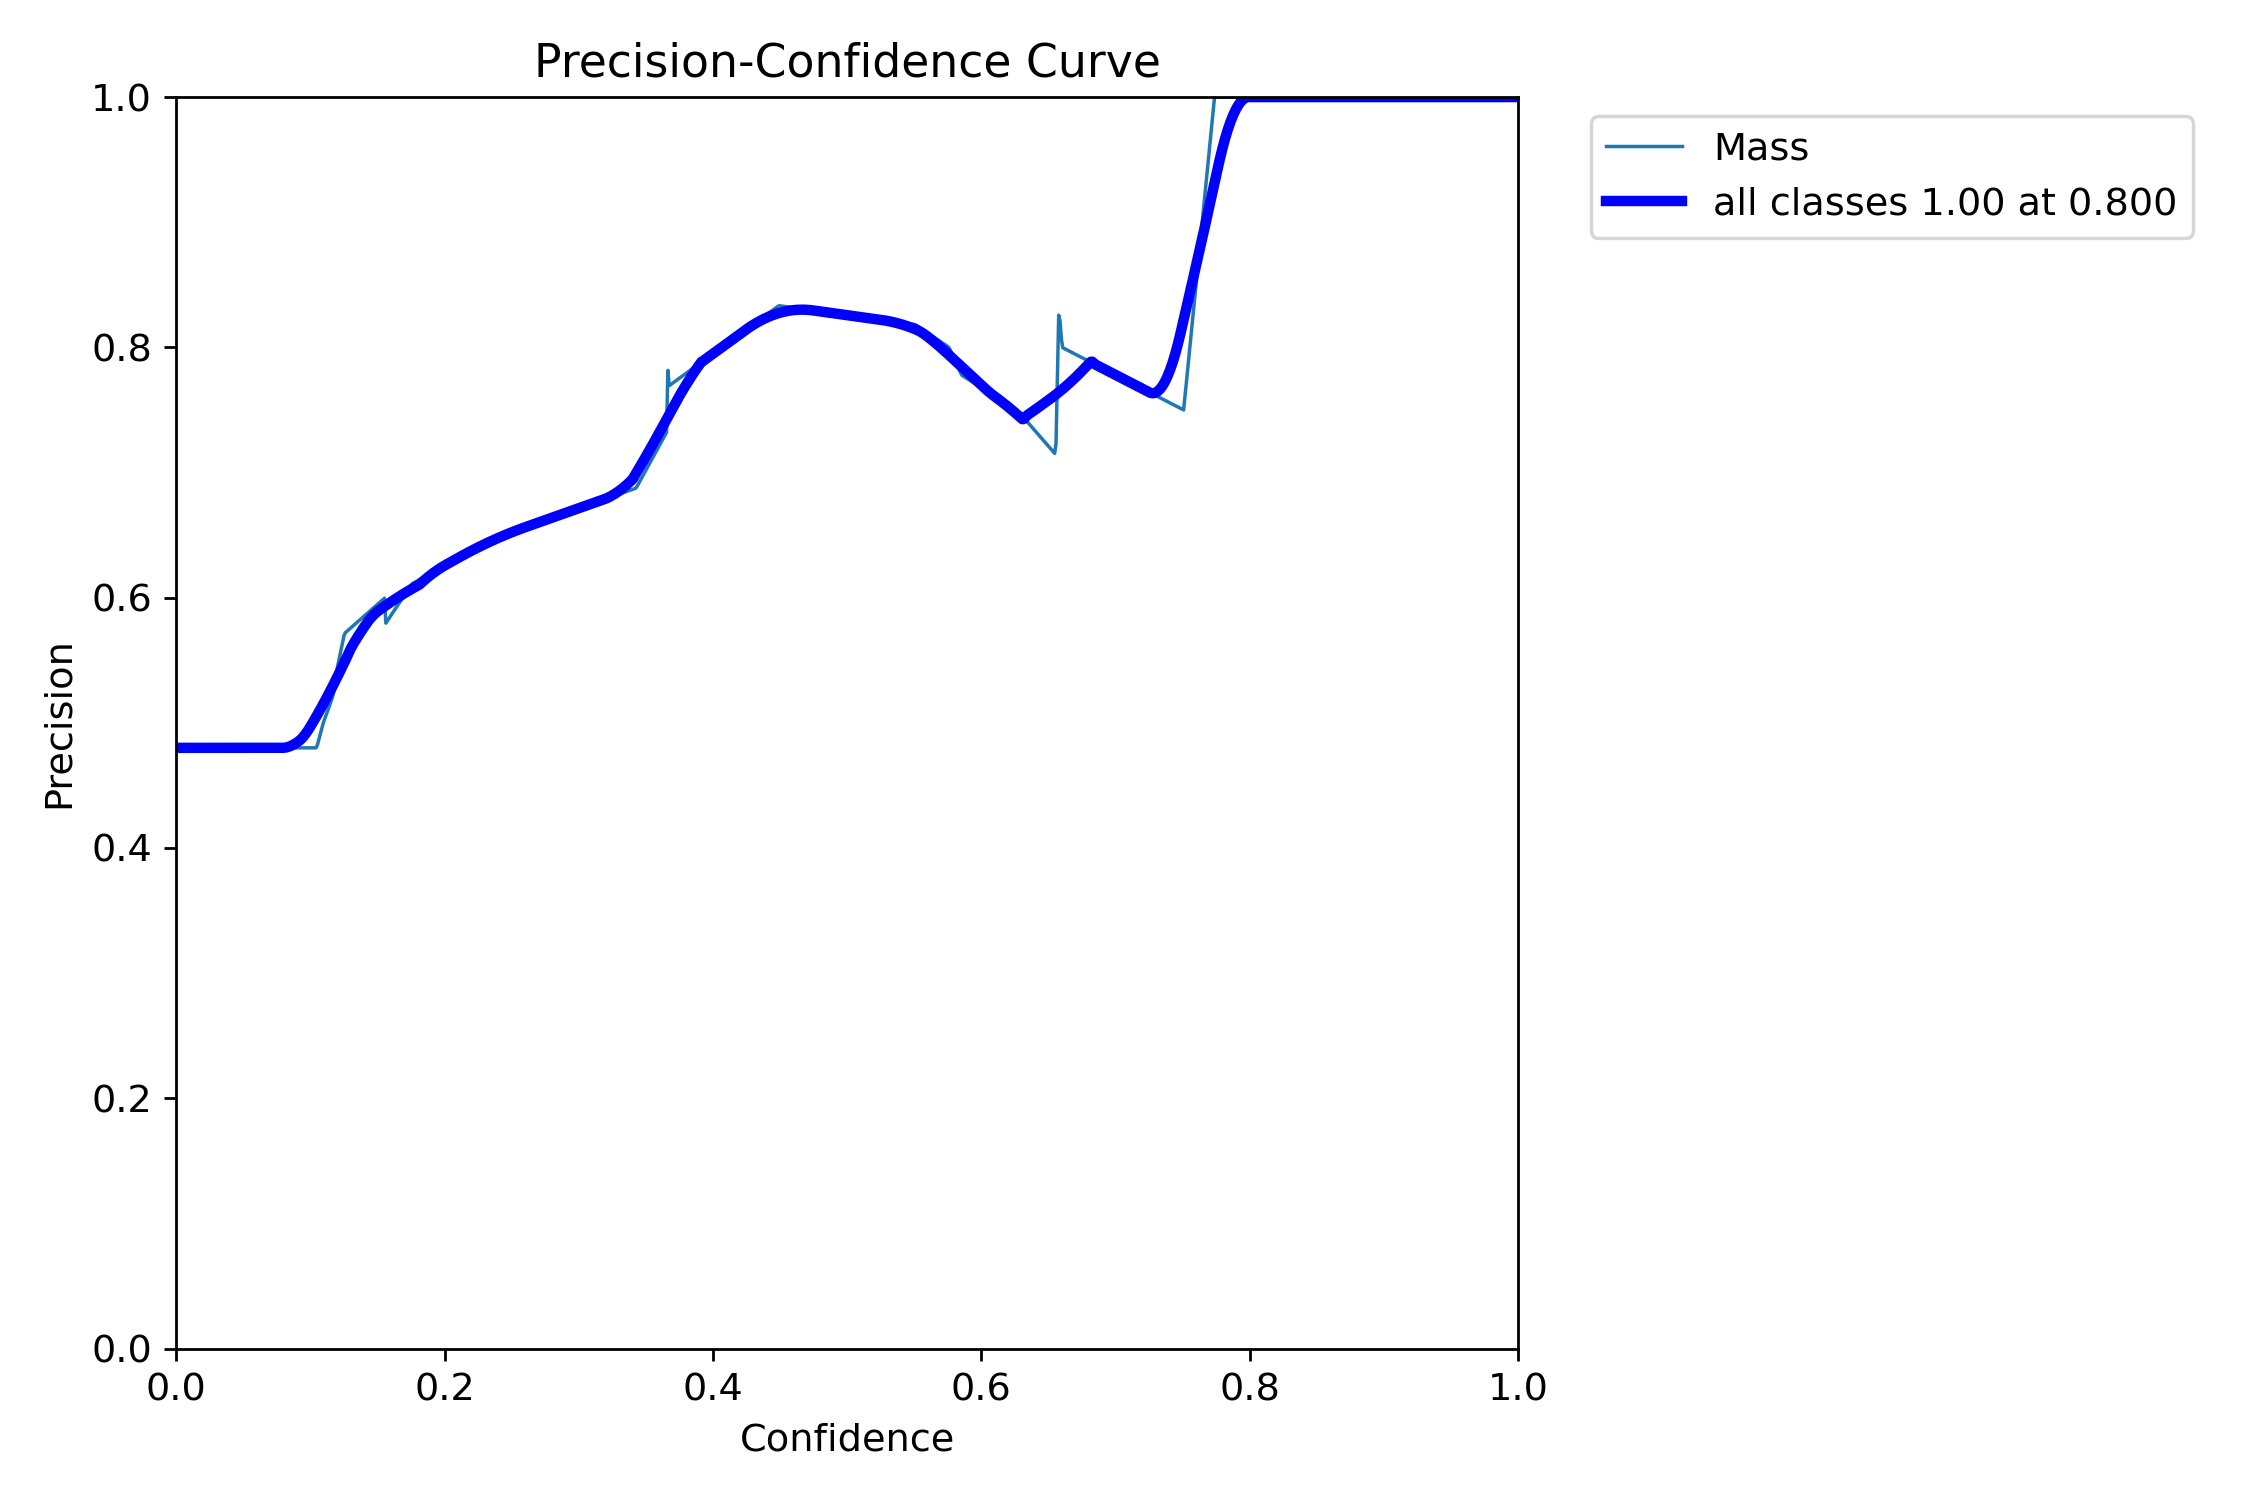 Precision-Confidence Curve
Mass
all classes 1.00 at 0.800
Precision
1.0
0.8
0.6
0.4
0.2
0.0
0.0 0.2 0.4 0.6 0.8 1.0
Confidence